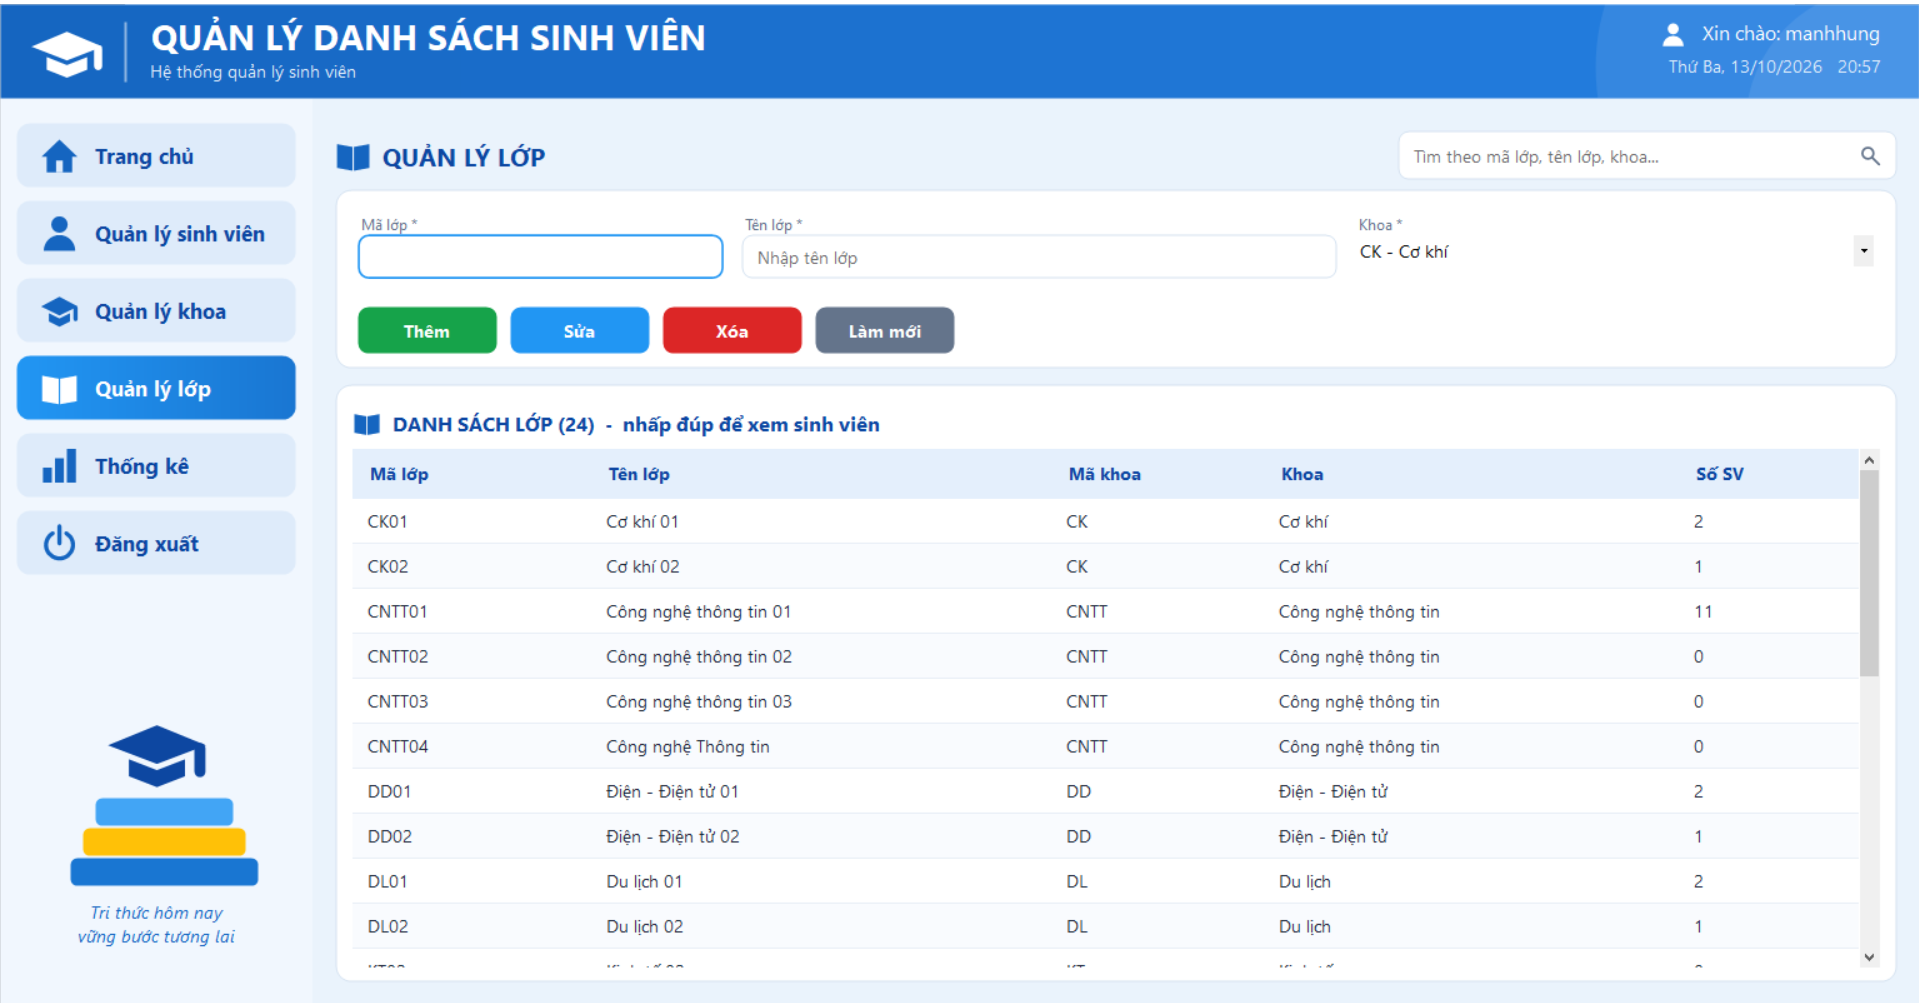 QUẢN LÝ DANH SÁCH SINH VIÊN
Hệ thống quản lý sinh viên
Xin chào: manhhung
Thứ Ba, 13/10/2026 20:57
Trang chủ
Quản lý sinh viên
Quản lý khoa
Quản lý lớp
Thống kê
Đăng xuất
Tri thức hôm nay
vững bước tương lai
QUẢN LÝ LỚP
Tìm theo mã lớp, tên lớp, khoa...
Mã lớp * Tên lớp * Khoa *
Nhập tên lớp CK - Cơ khí
Thêm Sửa Xóa Làm mới
DANH SÁCH LỚP (24) - nhấp đúp để xem sinh viên
Mã lớp Tên lớp Mã khoa Khoa Số SV
CK01 Cơ khí 01 CK Cơ khí 2
CK02 Cơ khí 02 CK Cơ khí 1
CNTT01 Công nghệ thông tin 01 CNTT Công nghệ thông tin 11
CNTT02 Công nghệ thông tin 02 CNTT Công nghệ thông tin 0
CNTT03 Công nghệ thông tin 03 CNTT Công nghệ thông tin 0
CNTT04 Công nghệ Thông tin CNTT Công nghệ thông tin 0
DD01 Điện - Điện tử 01 DD Điện - Điện tử 2
DD02 Điện - Điện tử 02 DD Điện - Điện tử 1
DL01 Du lịch 01 DL Du lịch 2
DL02 Du lịch 02 DL Du lịch 1